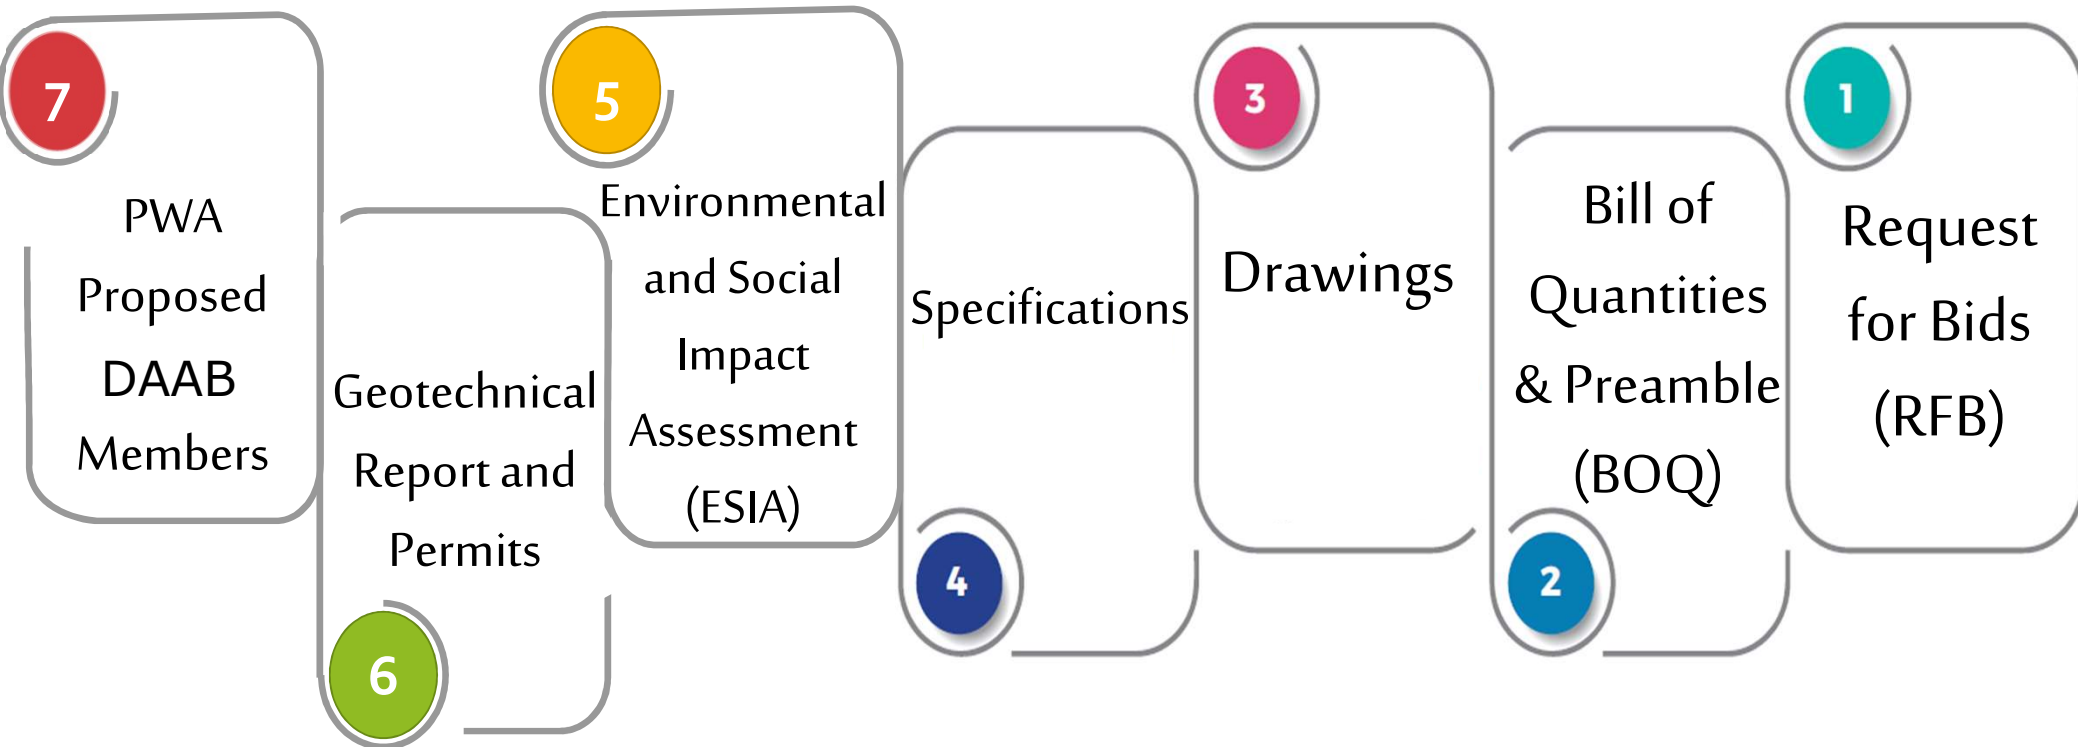 1
Request
for Bids
(RFB)
2
Bill of
Quantities
& Preamble
(BOQ)
3
Drawings
4
Specifications
5
Environmental
and Social
Impact
Assessment
(ESIA)
6
Geotechnical
Report and
Permits
7
PWA
Proposed
DAAB
Members